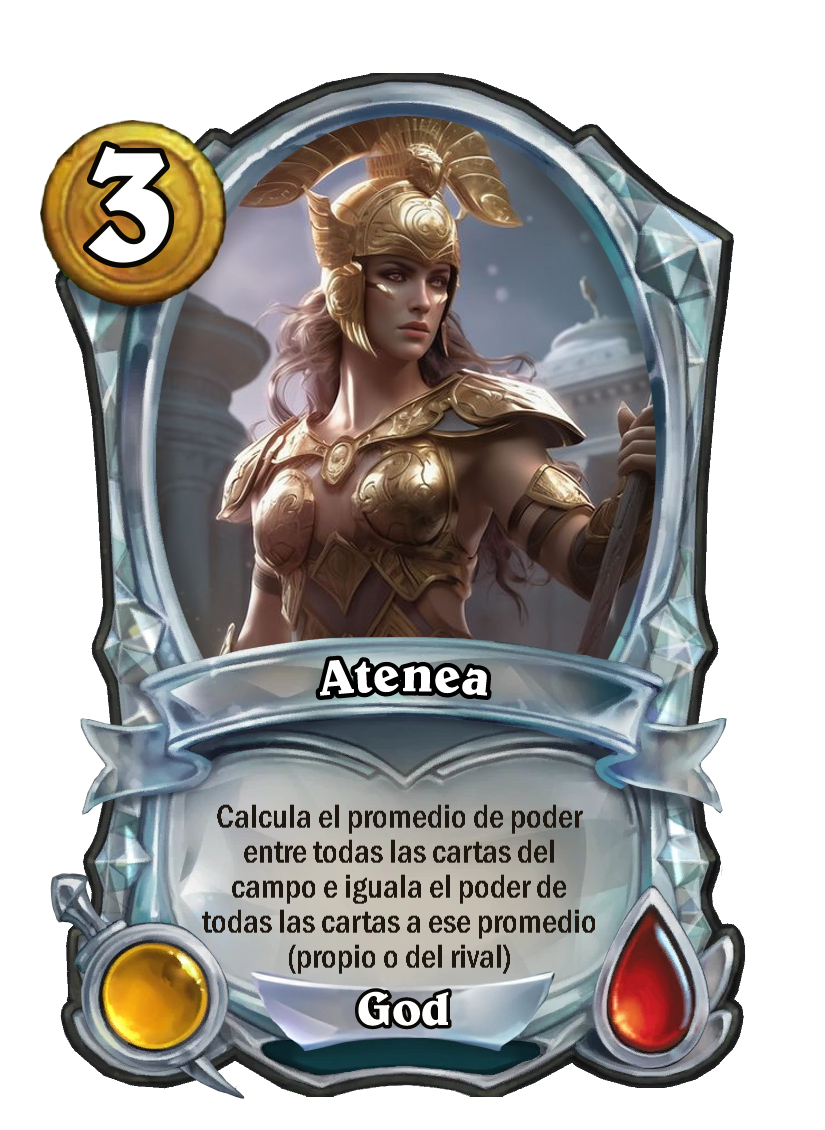 3
Atenea
Calcula el promedio de poder
entre todas las cartas del
campo e iguala el poder de
todas las cartas a ese promedio
(propio o del rival)
God